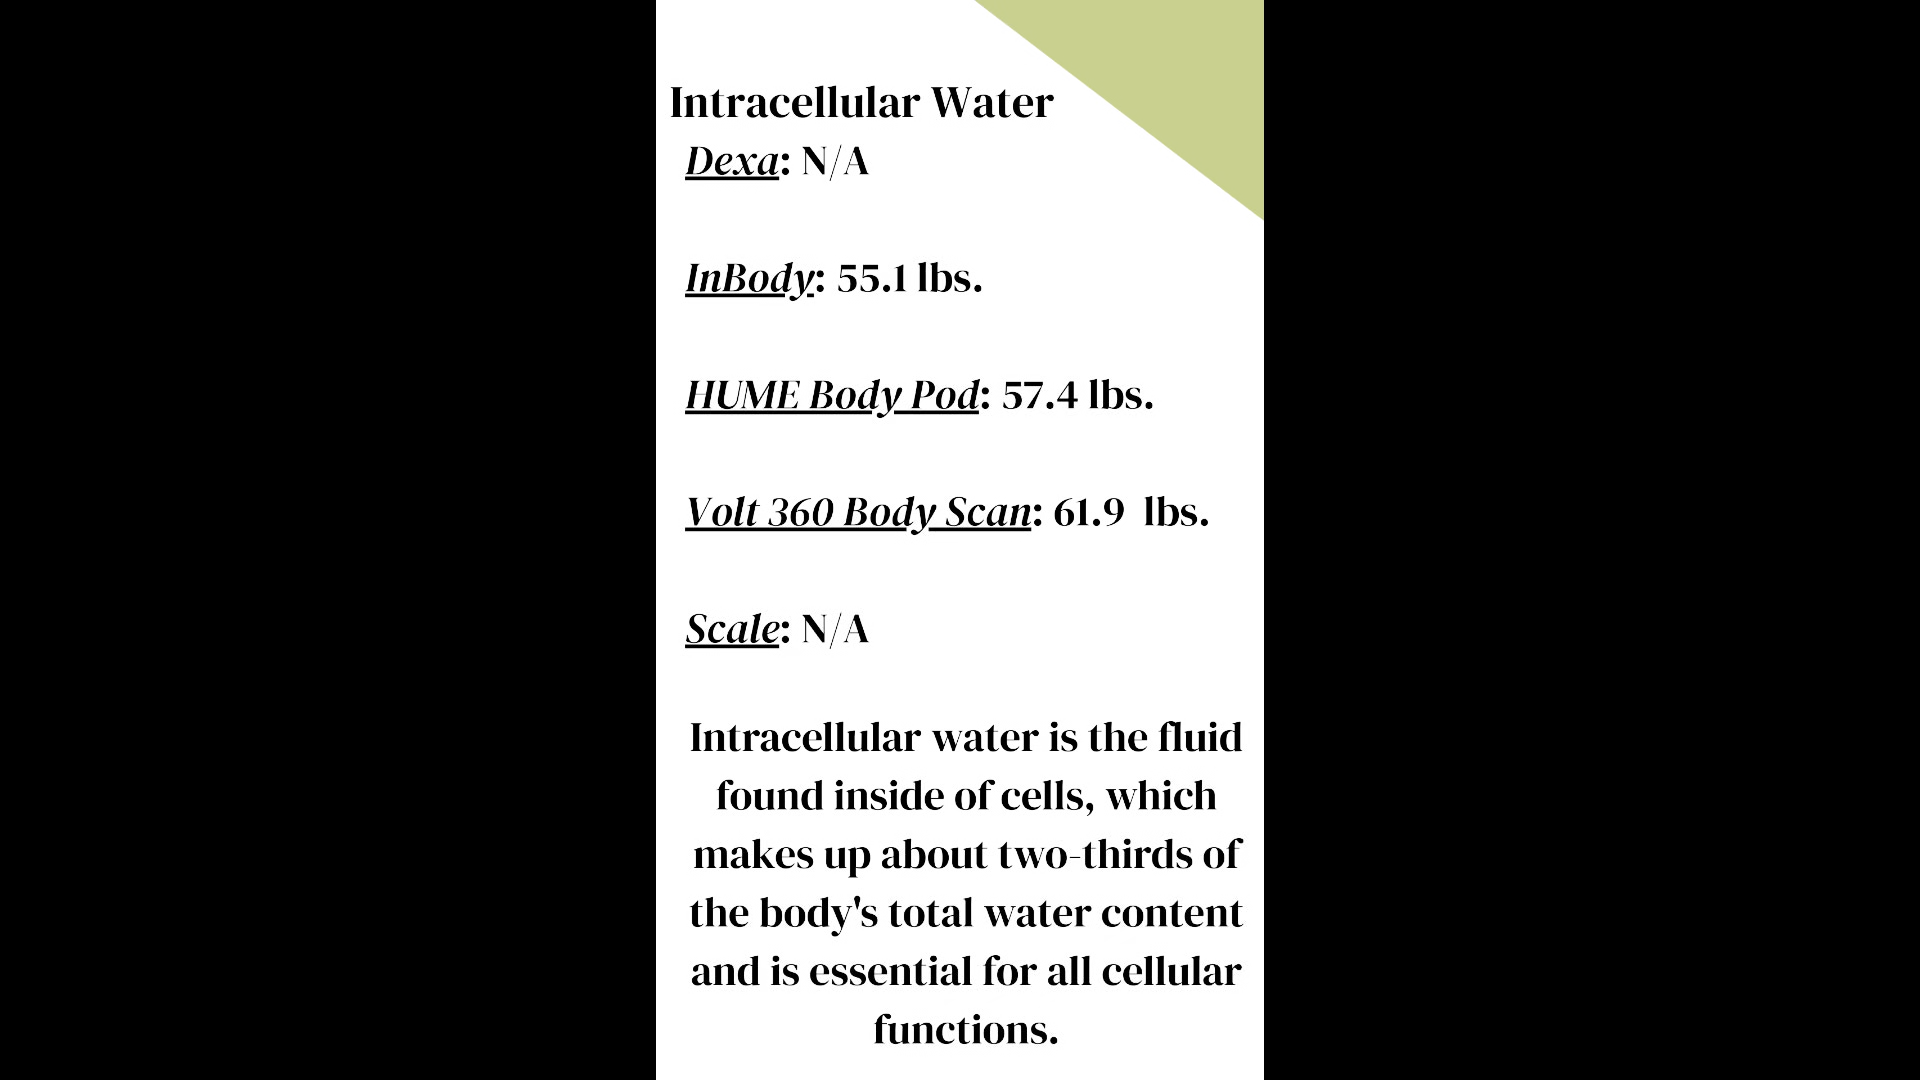 Intracellular Water
Dexa: N/A
InBody: 55.1 lbs.
HUME Body Pod: 57.4 lbs.
Volt 360 Body Scan: 61.9  lbs.
Scale: N/A
Intracellular water is the fluid
found inside of cells, which
makes up about two-thirds of
the body's total water content
and is essential for all cellular
functions.